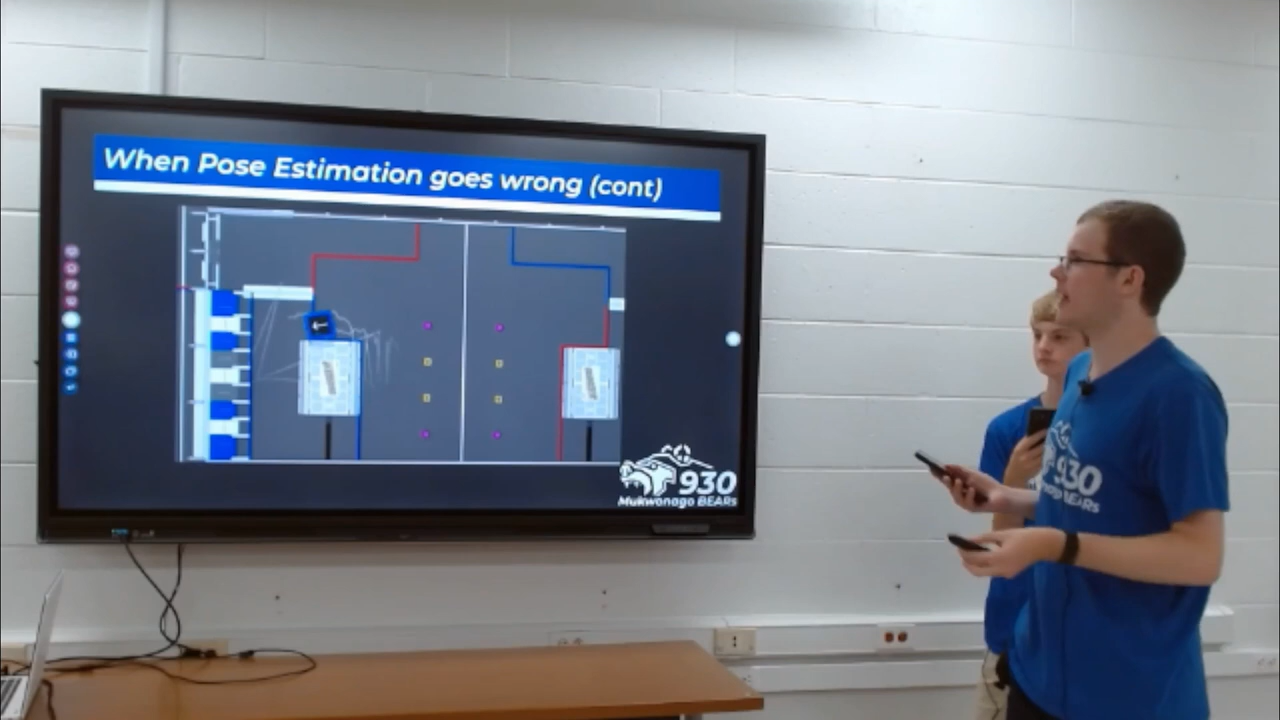 When Pose Estimation goes wrong (cont)
930
Mukwonago BEARs
930
BEARs